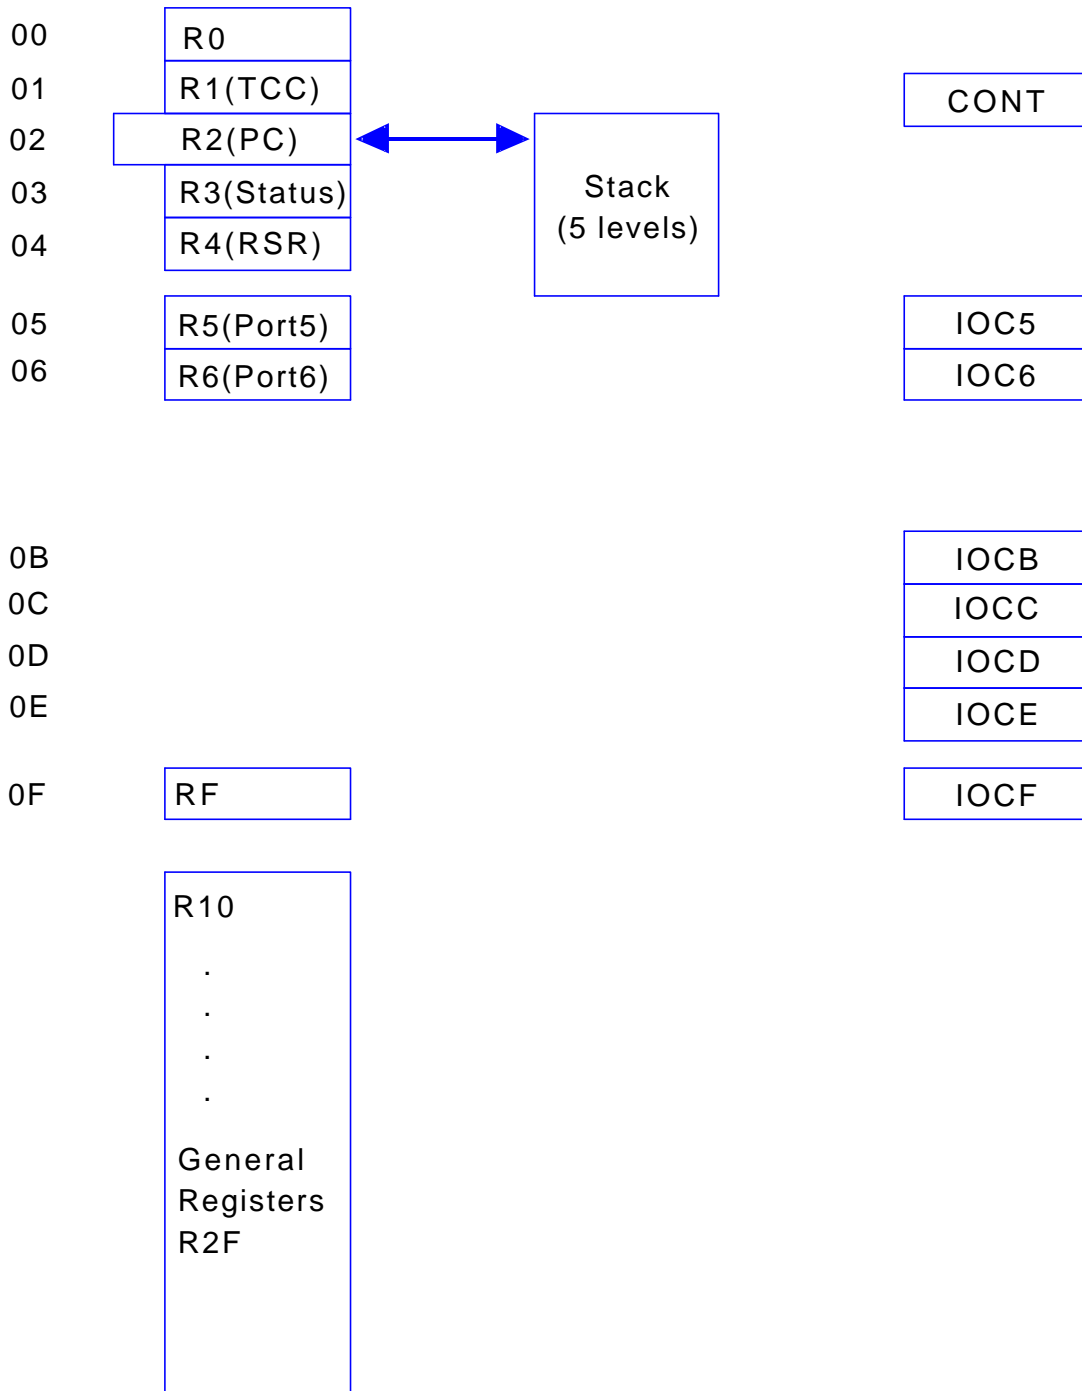 00 R0
01 R1(TCC) CONT
02 R2(PC)
03 R3(Status) Stack
04 R4(RSR) (5 levels)
05 R5(Port5) IOC5
06 R6(Port6) IOC6
0B IOCB
0C IOCC
0D IOCD
0E IOCE
0F RF IOCF
R10
.
.
.
.
General
Registers
R2F